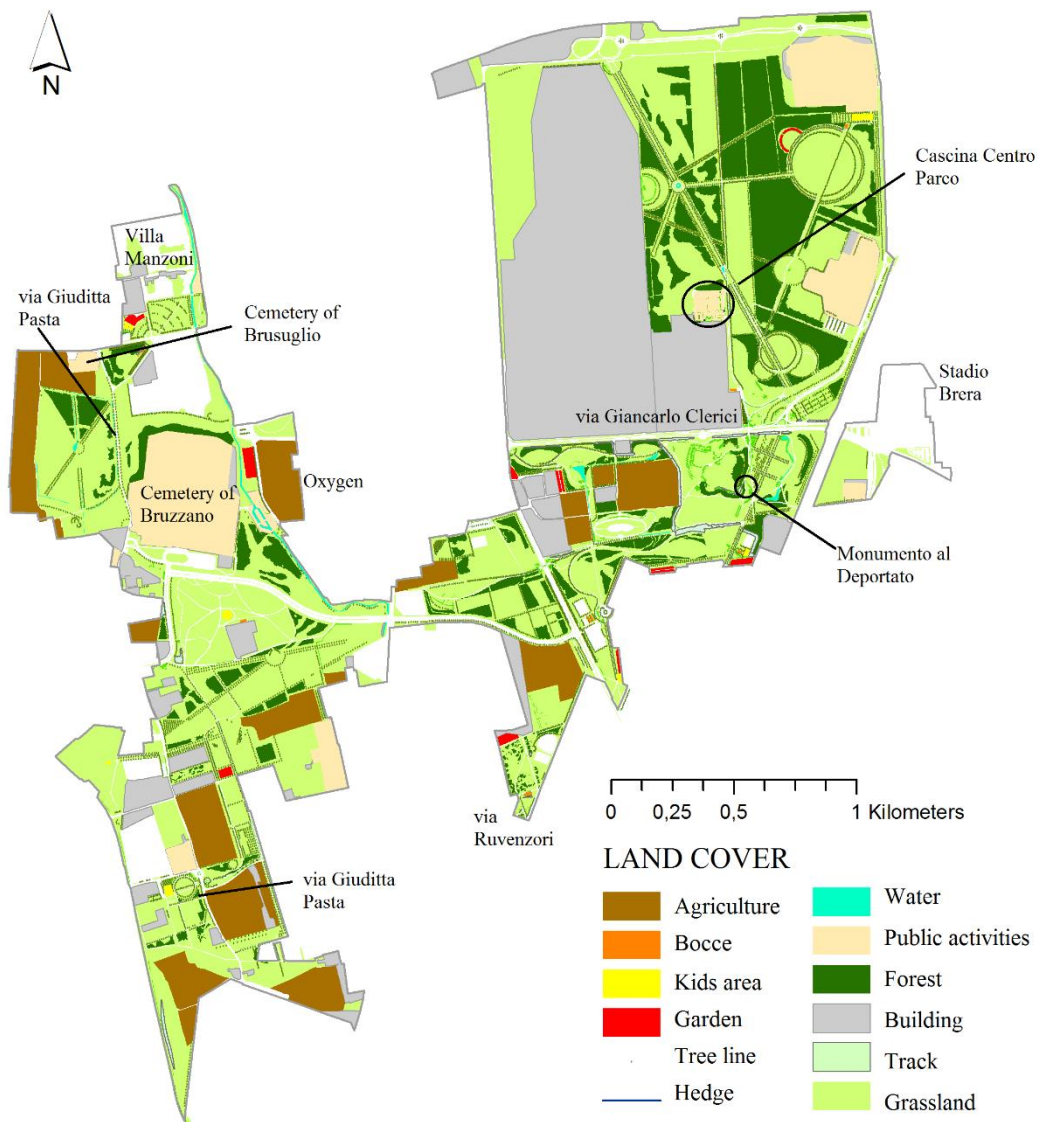 N
Cascina Centro
Parco
Villa
Manzoni
via Giuditta
Pasta
Cemetery of
Brusuglio
Stadio
Brera
via Giancarlo Clerici
Cemetery of
Bruzzano
Oxygen
Monumento al
Deportato
via
Ruvenzori
via Giuditta
Pasta
0 0,25 0,5 1 Kilometers
LAND COVER
Agriculture
Bocce
Kids area
Garden
Tree line
Hedge
Water
Public activities
Forest
Building
Track
Grassland